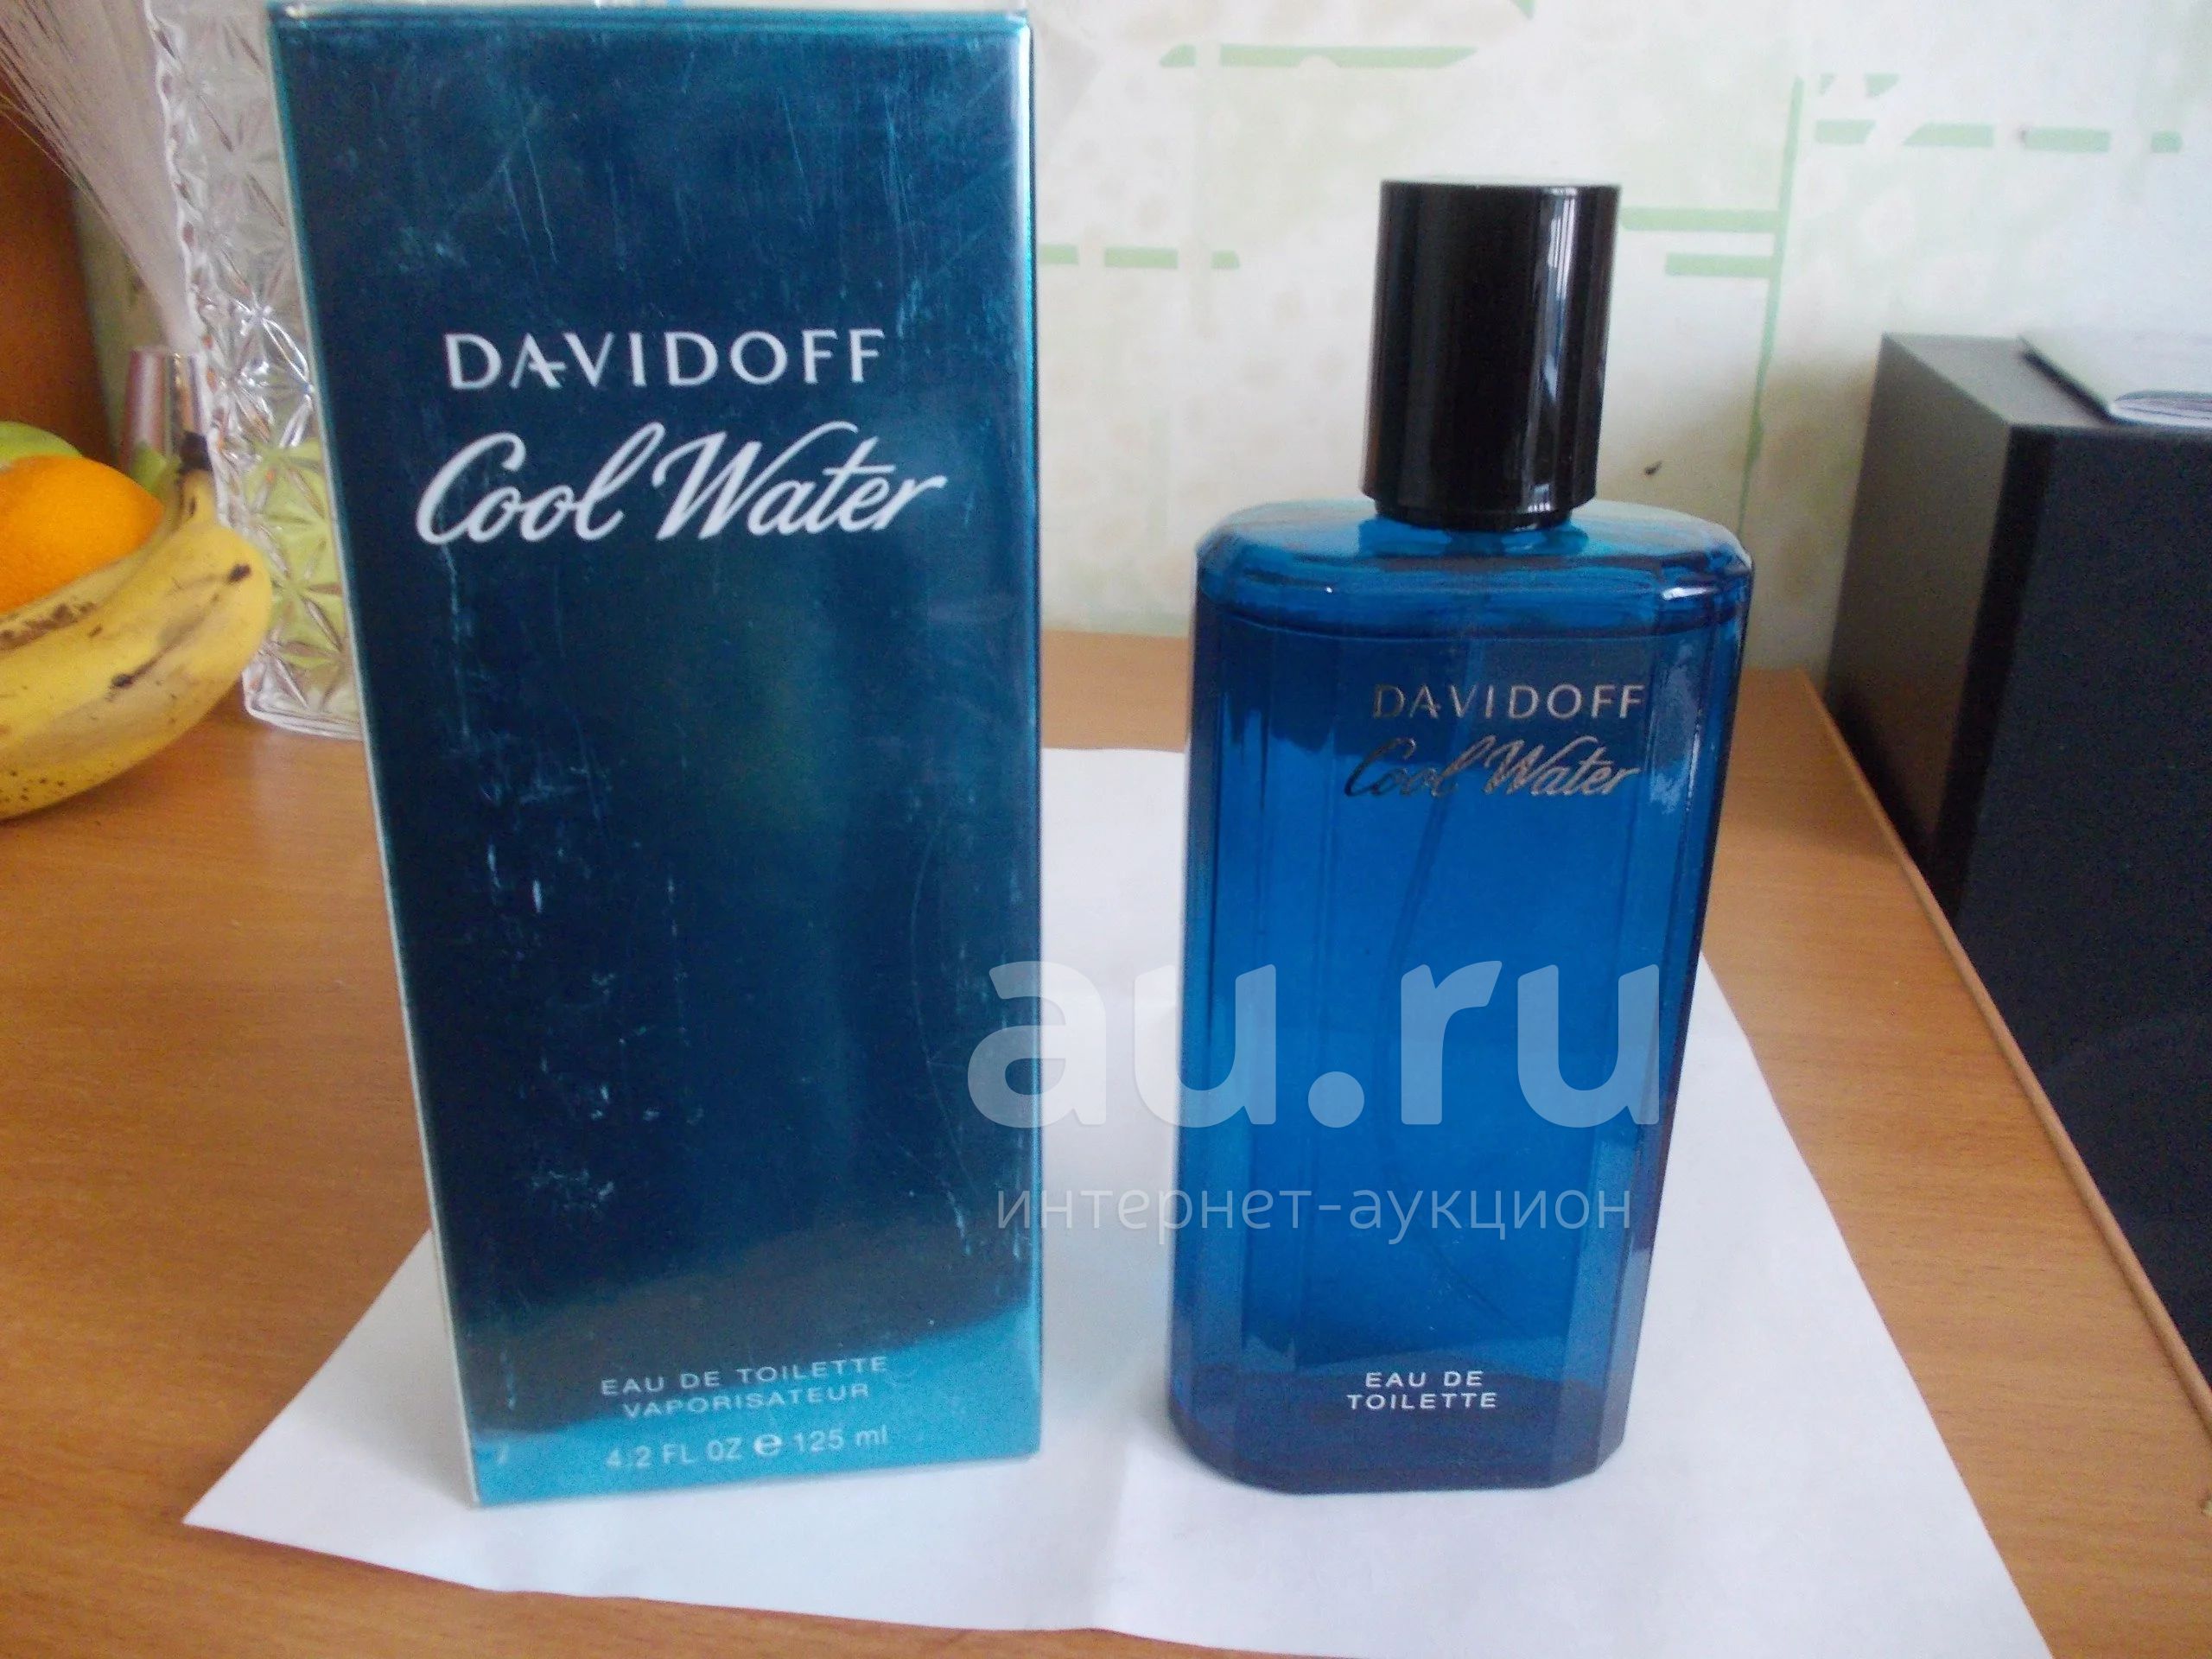 DAVIDOFF
Cool Water
EAU DE TOILETTE
VAPORISATEUR
4.2 FL OZ e 125 ml
DAVIDOFF
Cool Water
EAU DE
TOILETTE
au.ru
интернет-аукцион